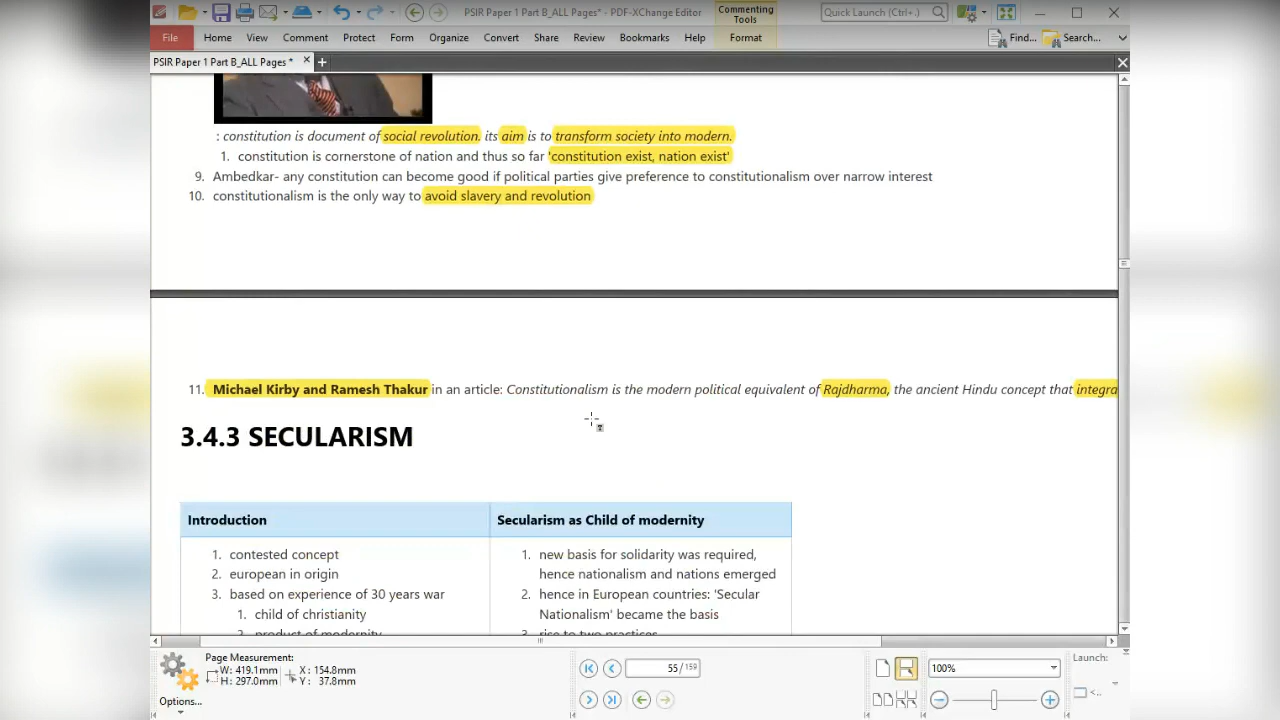 PSIR Paper 1 Part B_ALL Pages* - PDF-XChange Editor
Commenting Tools
Quick Launch (Ctrl+.)
File Home View Comment Protect Form Organize Convert Share Review Bookmarks Help Format Find... Search...
PSIR Paper 1 Part B_ALL Pages *
: constitution is document of social revolution. its aim is to transform society into modern.
1. constitution is cornerstone of nation and thus so far 'constitution exist, nation exist'
9. Ambedkar- any constitution can become good if political parties give preference to constitutionalism over narrow interest
10. constitutionalism is the only way to avoid slavery and revolution
11. Michael Kirby and Ramesh Thakur in an article: Constitutionalism is the modern political equivalent of Rajdharma, the ancient Hindu concept that integra
3.4.3 SECULARISM
Introduction
1. contested concept
2. european in origin
3. based on experience of 30 years war
1. child of christianity
2. product of modernity
Secularism as Child of modernity
1. new basis for solidarity was required,
hence nationalism and nations emerged
2. hence in European countries: 'Secular
Nationalism' became the basis
3. rise to two practices
Options...
Page Measurement:
W: 419.1mm
H: 297.0mm
X: 154.8mm
Y: 37.8mm
55 / 159
100%
Launch: